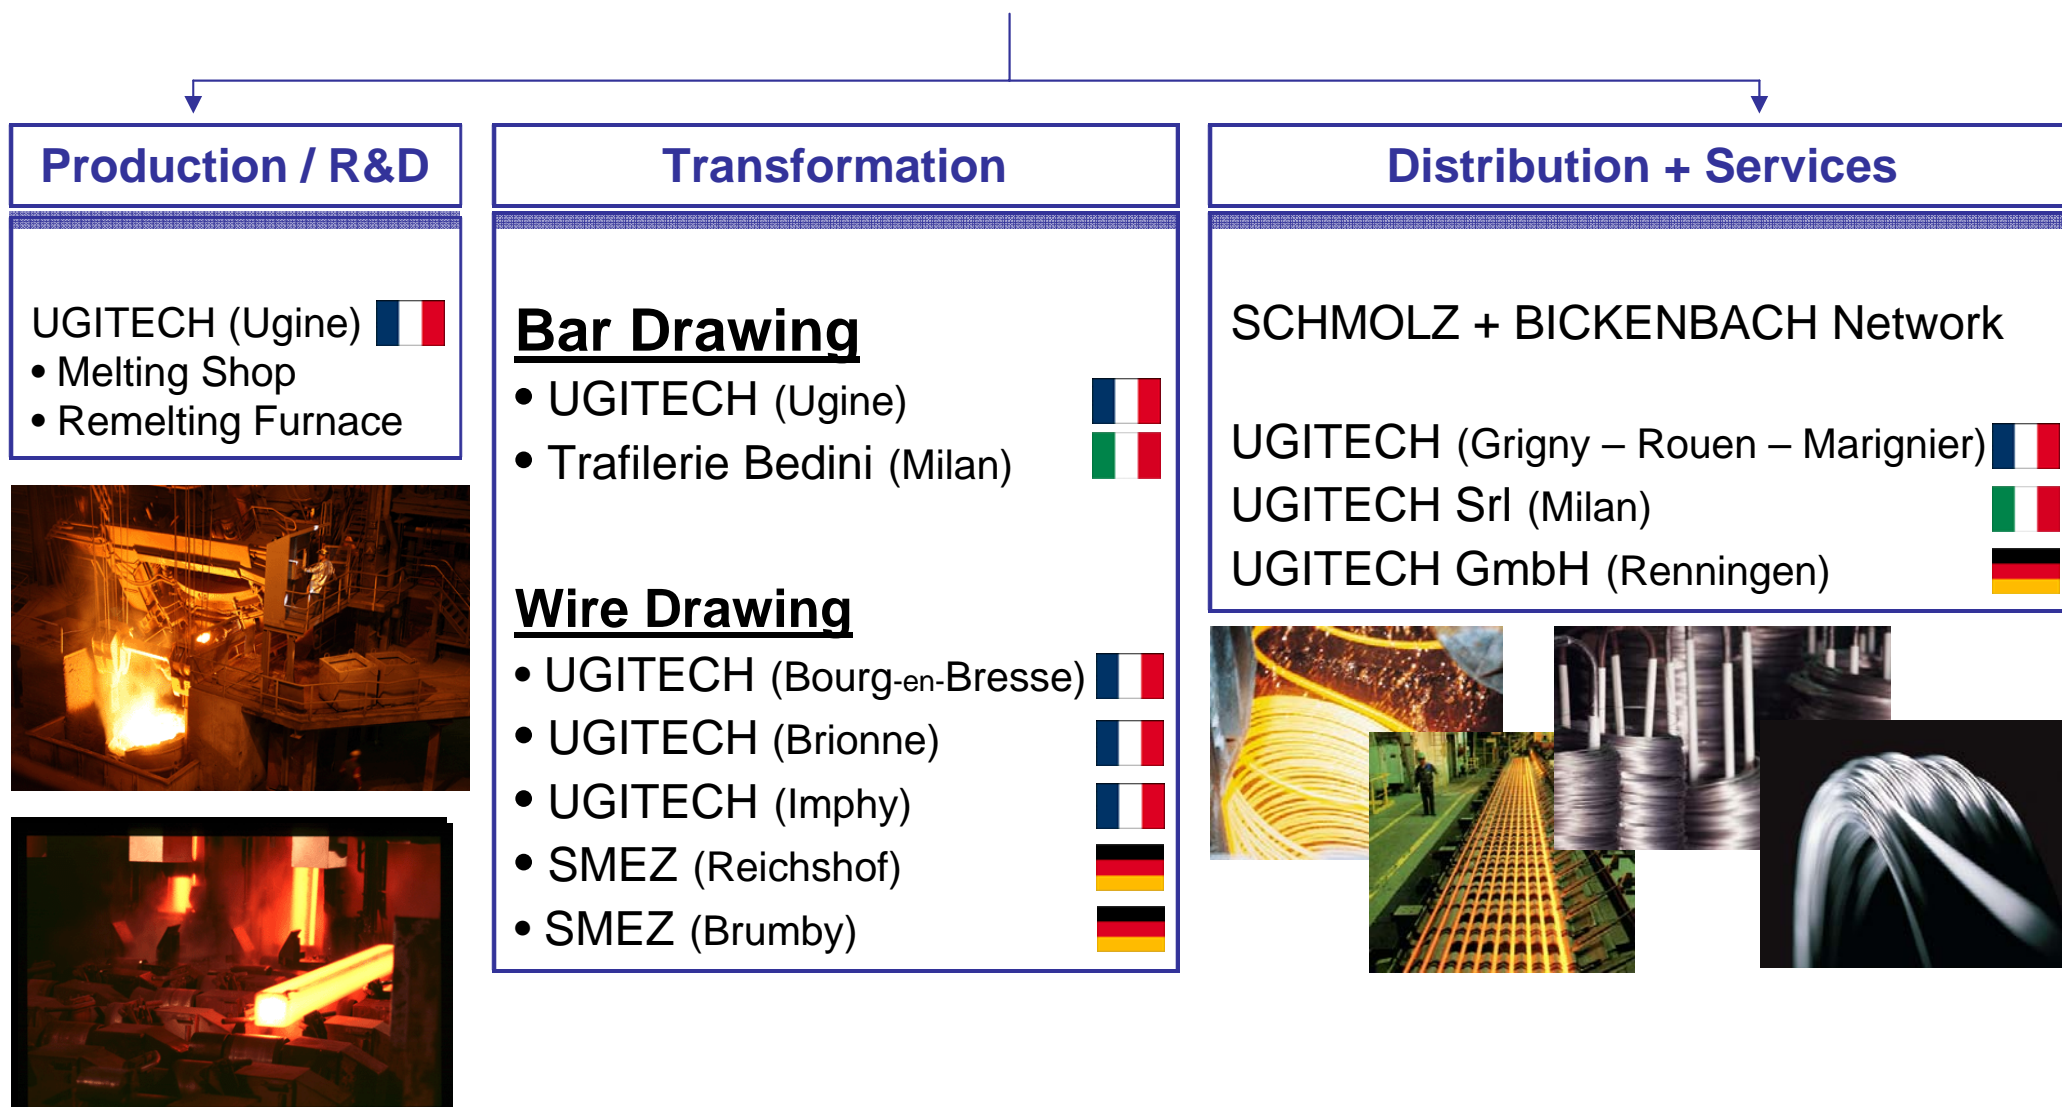 Production / R&D
UGITECH (Ugine)
• Melting Shop
• Remelting Furnace
Transformation
Bar Drawing
• UGITECH (Ugine)
• Trafilerie Bedini (Milan)
Wire Drawing
• UGITECH (Bourg-en-Bresse)
• UGITECH (Brionne)
• UGITECH (Imphy)
• SMEZ (Reichshof)
• SMEZ (Brumby)
Distribution + Services
SCHMOLZ + BICKENBACH Network
UGITECH (Grigny – Rouen – Marignier)
UGITECH Srl (Milan)
UGITECH GmbH (Renningen)